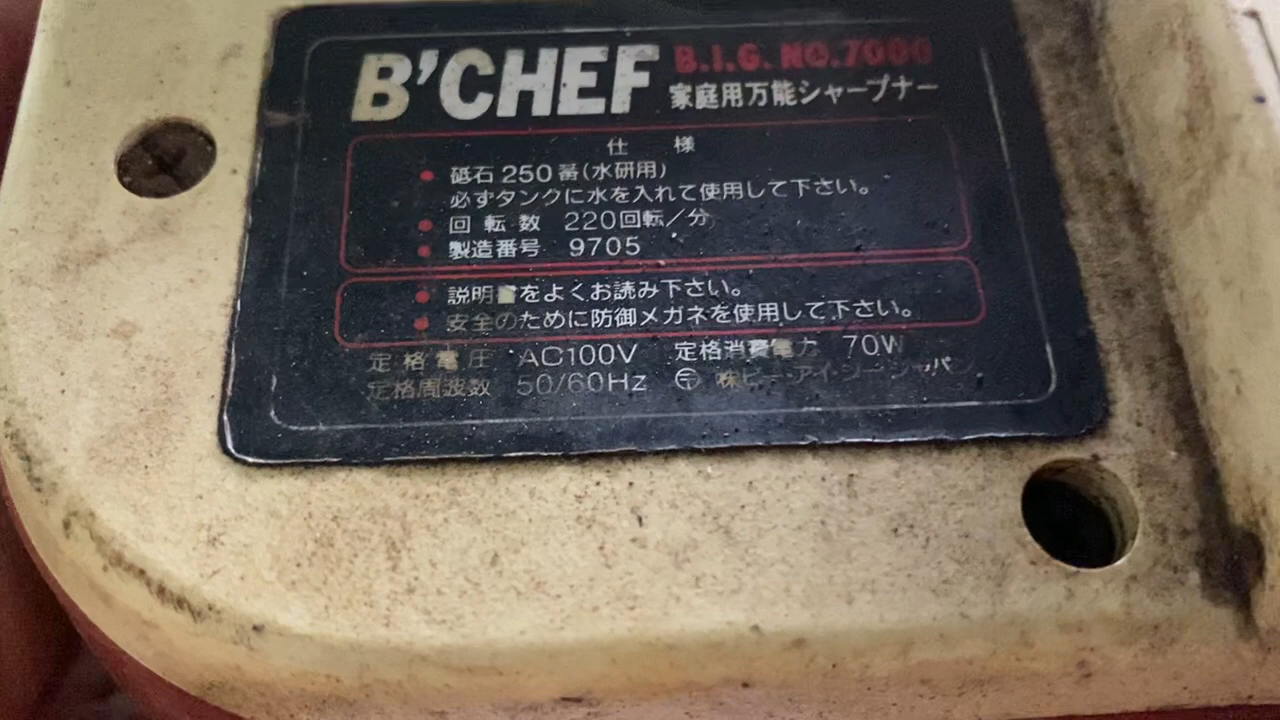 B'CHEF B.I.G. NO.7000
家庭用万能シャープナー
仕 様
● 砥石 250 番(水研用)
必ずタンクに水を入れて使用して下さい。
● 回 転 数 220回転/分
● 製造番号 9705
● 説明 をよくお読み下さい。
● 安全のために防御メガネを使用して下さい。
定 格 電 圧 AC100V 定格消費電力 70W
定格周波数 50/60Hz 〒 ㈱ビー・アイ・ジー・ジャパン